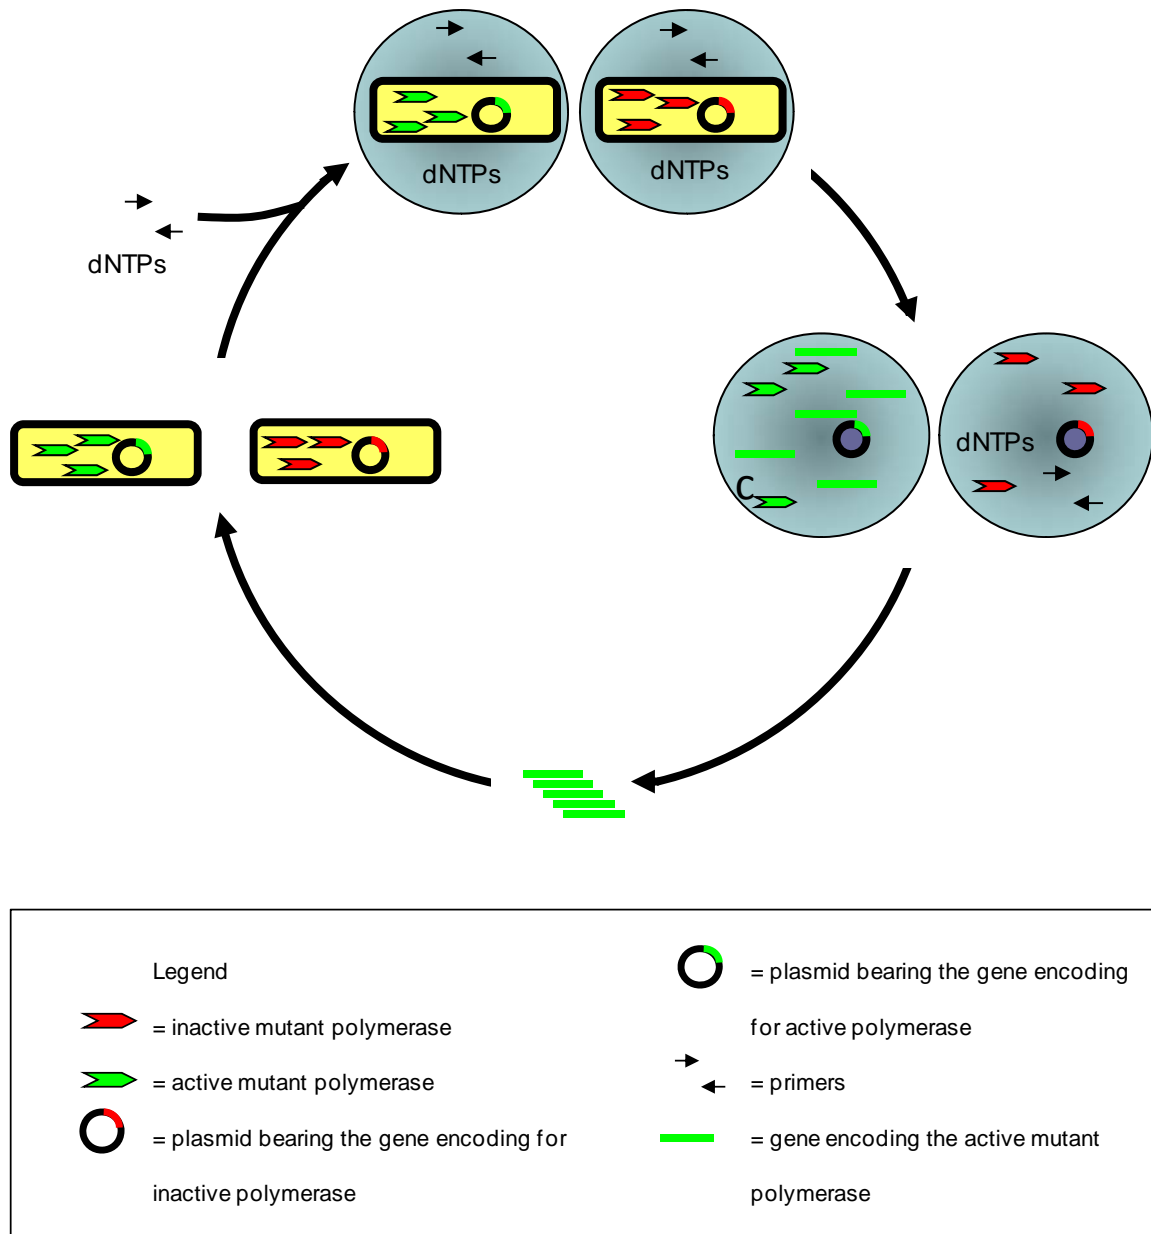 dNTPs
dNTPs
dNTPs
dNTPs
C
Legend
= inactive mutant polymerase
= active mutant polymerase
= plasmid bearing the gene encoding for
inactive polymerase
= plasmid bearing the gene encoding
for active polymerase
= primers
= gene encoding the active mutant
polymerase